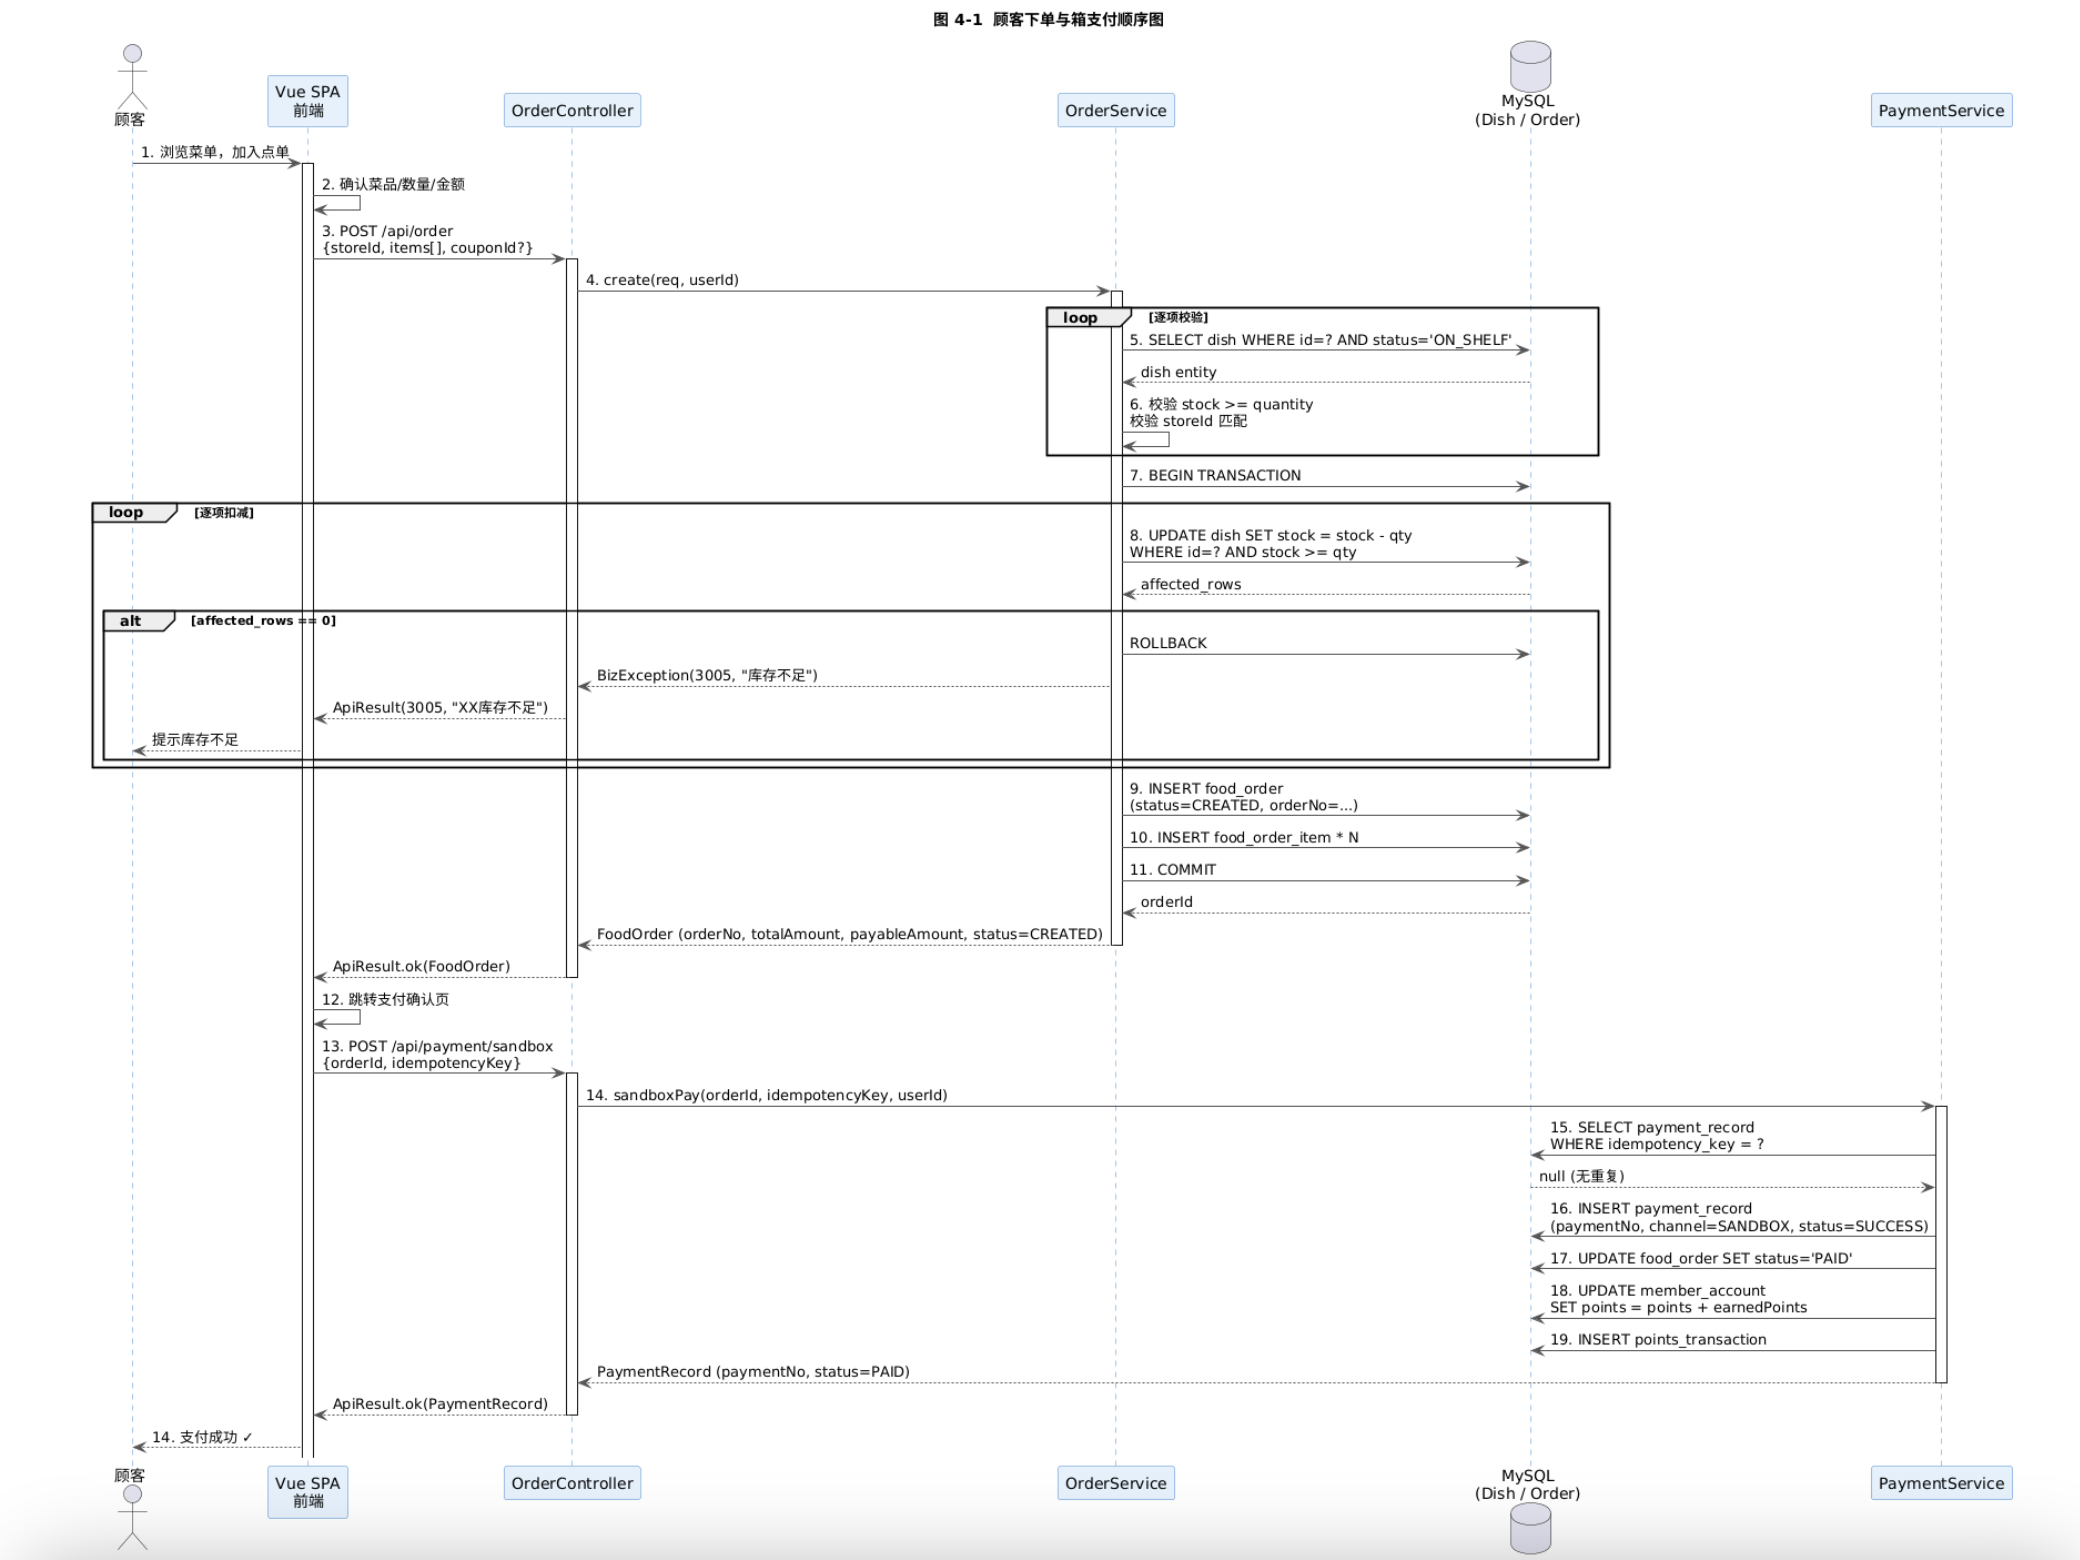 图 4-1  顾客下单与箱支付顺序图
顾客
Vue SPA
前端
OrderController
OrderService
MySQL
(Dish / Order)
PaymentService
1. 浏览菜单，加入点单
2. 确认菜品/数量/金额
3. POST /api/order
{storeId, items[], couponId?}
4. create(req, userId)
loop [逐项校验]
5. SELECT dish WHERE id=? AND status='ON_SHELF'
dish entity
6. 校验 stock >= quantity
校验 storeId 匹配
7. BEGIN TRANSACTION
loop [逐项扣减]
8. UPDATE dish SET stock = stock - qty
WHERE id=? AND stock >= qty
affected_rows
alt [affected_rows == 0]
ROLLBACK
BizException(3005, "库存不足")
ApiResult(3005, "XX库存不足")
提示库存不足
9. INSERT food_order
(status=CREATED, orderNo=...)
10. INSERT food_order_item * N
11. COMMIT
orderId
FoodOrder (orderNo, totalAmount, payableAmount, status=CREATED)
ApiResult.ok(FoodOrder)
12. 跳转支付确认页
13. POST /api/payment/sandbox
{orderId, idempotencyKey}
14. sandboxPay(orderId, idempotencyKey, userId)
15. SELECT payment_record
WHERE idempotency_key = ?
null (无重复)
16. INSERT payment_record
(paymentNo, channel=SANDBOX, status=SUCCESS)
17. UPDATE food_order SET status='PAID'
18. UPDATE member_account
SET points = points + earnedPoints
19. INSERT points_transaction
PaymentRecord (paymentNo, status=PAID)
ApiResult.ok(PaymentRecord)
14. 支付成功 ✓
顾客
Vue SPA
前端
OrderController
OrderService
MySQL
(Dish / Order)
PaymentService